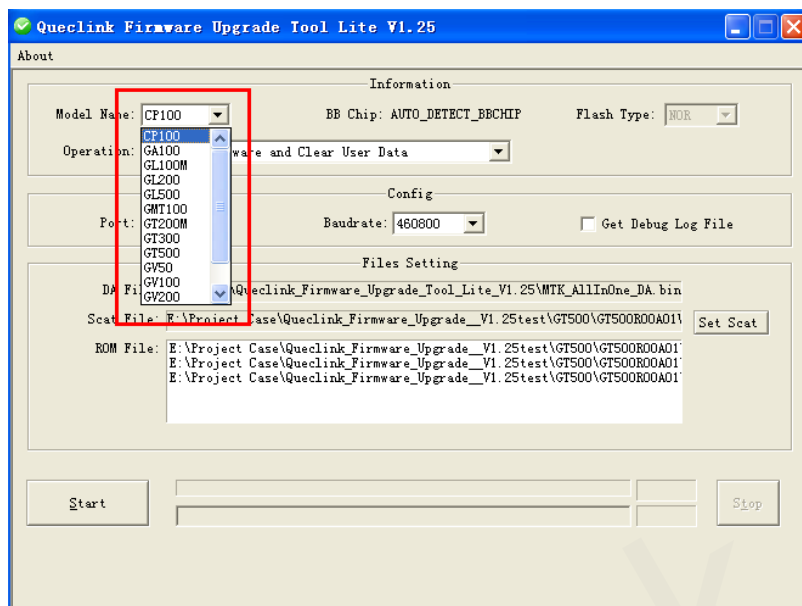 Queclink Firmware Upgrade Tool Lite V1.25
About
Information
Model Name: CP100 BB Chip: AUTO_DETECT_BBCHIP Flash Type: NOR
CP100
GA100
GL100M
GL200
GL500
GMT100
GT200M
GT300
GT500
GV50
GV100
GV200
Operation: ware and Clear User Data
Config
Port: Baudrate: 460800 Get Debug Log File
Files Setting
DA Fi \Queclink_Firmware_Upgrade_Tool_Lite_V1.25\MTK_AllInOne_DA.bin
Scat File: E:\Project Case\Queclink_Firmware_Upgrade__V1.25test\GT500\GT500R00A01\ Set Scat
ROM File: E:\Project Case\Queclink_Firmware_Upgrade__V1.25test\GT500\GT500R00A01
E:\Project Case\Queclink_Firmware_Upgrade__V1.25test\GT500\GT500R00A01
E:\Project Case\Queclink_Firmware_Upgrade__V1.25test\GT500\GT500R00A01
Start Stop